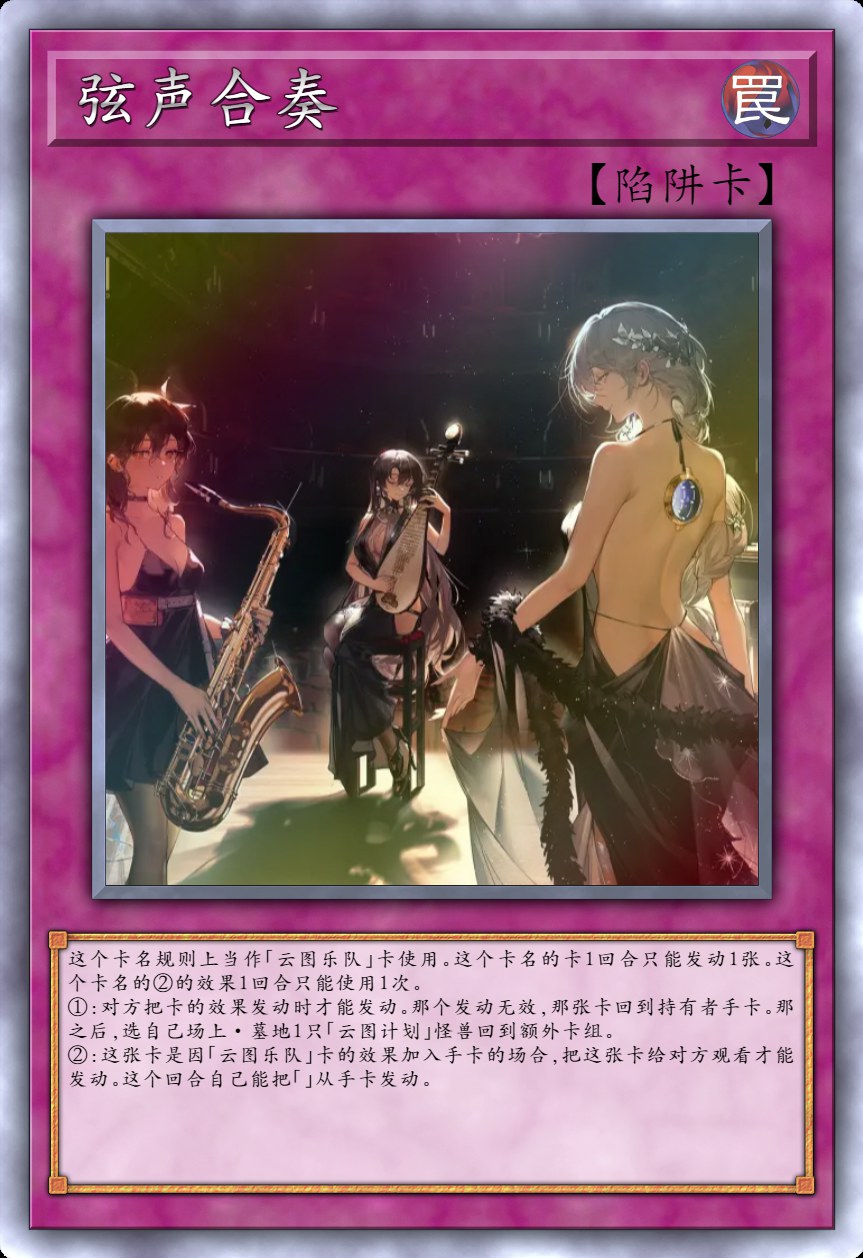 弦声合奏
罠
【陷阱卡】
这个卡名规则上当作「云图乐队」卡使用。这个卡名的卡1回合只能发动1张。这
个卡名的②的效果1回合只能使用1次。
①:对方把卡的效果发动时才能发动。那个发动无效,那张卡回到持有者手卡。那
之后,选自己场上・墓地1只「云图计划」怪兽回到额外卡组。
②:这张卡是因「云图乐队」卡的效果加入手卡的场合,把这张卡给对方观看才能
发动。这个回合自己能把「」从手卡发动。